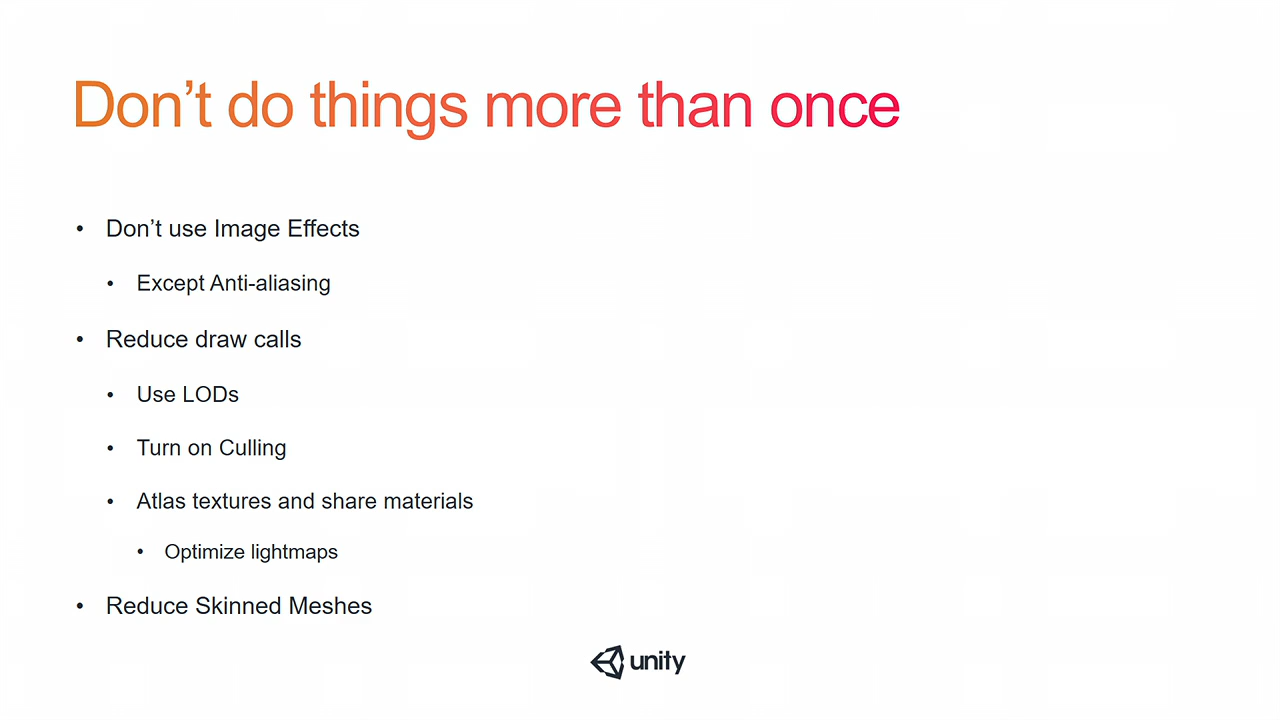 Don’t do things more than once
• Don’t use Image Effects
• Except Anti-aliasing
• Reduce draw calls
• Use LODs
• Turn on Culling
• Atlas textures and share materials
• Optimize lightmaps
• Reduce Skinned Meshes
unity